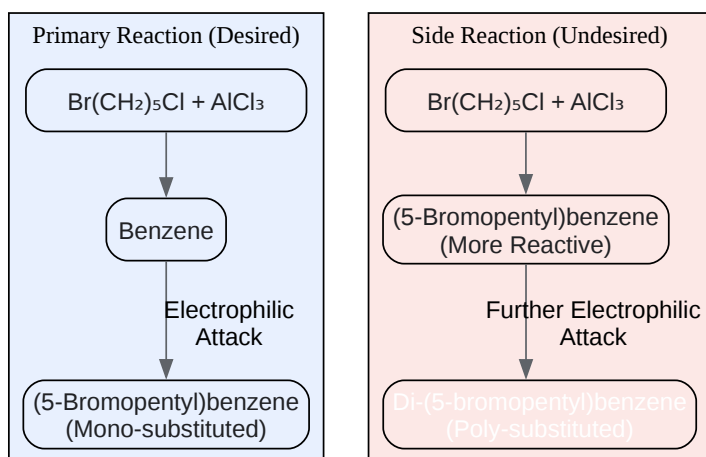 Primary Reaction (Desired)
Br(CH₂)₅Cl + AlCl₃
Benzene
Electrophilic
Attack
(5-Bromopentyl)benzene
(Mono-substituted)
Side Reaction (Undesired)
Br(CH₂)₅Cl + AlCl₃
(5-Bromopentyl)benzene
(More Reactive)
Further Electrophilic
Attack
Di-(5-bromopentyl)benzene
(Poly-substituted)